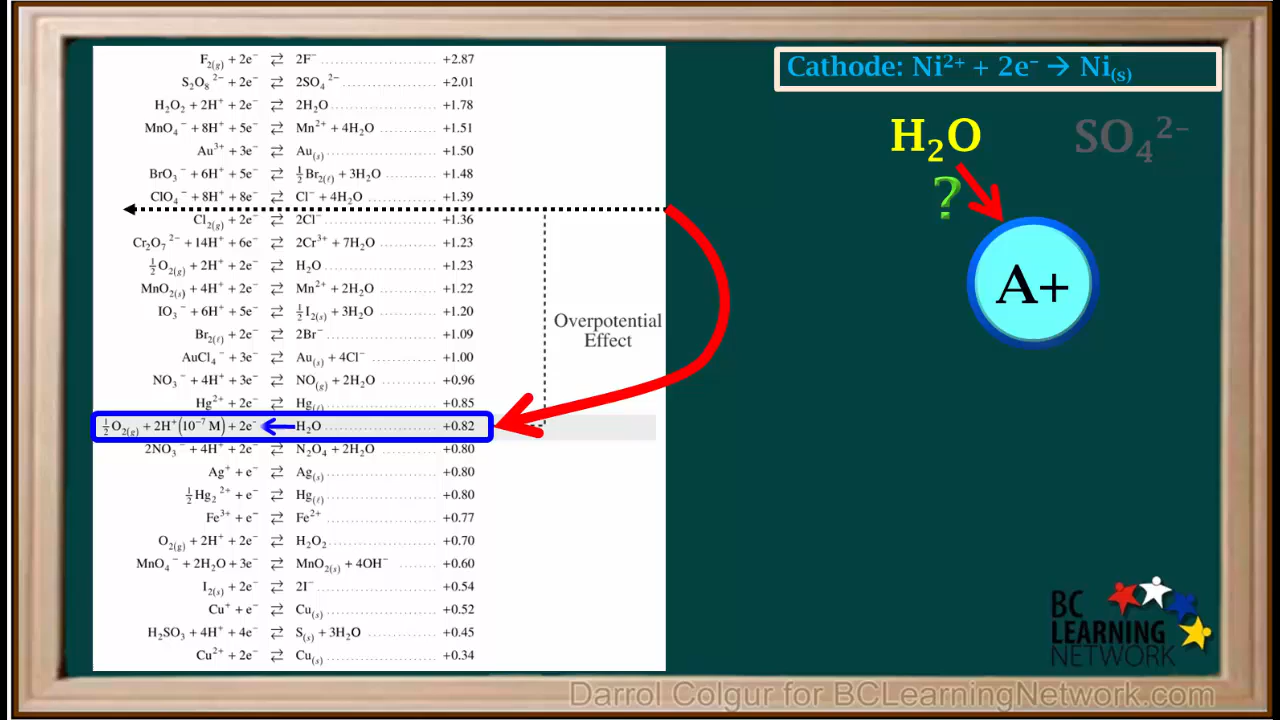 F₂(g) + 2e⁻ ⇄ 2F⁻ ........................ +2.87
S₂O₈²⁻ + 2e⁻ ⇄ 2SO₄²⁻ .................... +2.01
H₂O₂ + 2H⁺ + 2e⁻ ⇄ 2H₂O ....................... +1.78
MnO₄⁻ + 8H⁺ + 5e⁻ ⇄ Mn²⁺ + 4H₂O ............. +1.51
Au³⁺ + 3e⁻ ⇄ Au(s) ....................... +1.50
BrO₃⁻ + 6H⁺ + 5e⁻ ⇄ ½Br₂(ℓ) + 3H₂O ............ +1.48
ClO₄⁻ + 8H⁺ + 8e⁻ ⇄ Cl⁻ + 4H₂O ............... +1.39
Cl₂(g) + 2e⁻ ⇄ 2Cl⁻ ....................... +1.36
Cr₂O₇²⁻ + 14H⁺ + 6e⁻ ⇄ 2Cr³⁺ + 7H₂O ............ +1.23
½O₂(g) + 2H⁺ + 2e⁻ ⇄ H₂O ........................ +1.23
MnO₂(s) + 4H⁺ + 2e⁻ ⇄ Mn²⁺ + 2H₂O ............. +1.22
IO₃⁻ + 6H⁺ + 5e⁻ ⇄ ½I₂(s) + 3H₂O .............. +1.20
Br₂(ℓ) + 2e⁻ ⇄ 2Br⁻ ....................... +1.09
AuCl₄⁻ + 3e⁻ ⇄ Au(s) + 4Cl⁻ ............. +1.00
NO₃⁻ + 4H⁺ + 3e⁻ ⇄ NO(g) + 2H₂O ............. +0.96
Hg²⁺ + 2e⁻ ⇄ Hg(ℓ) ....................... +0.85
½O₂(g) + 2H⁺(10⁻⁷ M) + 2e⁻ H₂O ........................ +0.82
2NO₃⁻ + 4H⁺ + 2e⁻ ⇄ N₂O₄ + 2H₂O ............. +0.80
Ag⁺ + e⁻ ⇄ Ag(s) ....................... +0.80
½Hg₂²⁺ + e⁻ ⇄ Hg(ℓ) ....................... +0.80
Fe³⁺ + e⁻ ⇄ Fe²⁺ ....................... +0.77
O₂(g) + 2H⁺ + 2e⁻ ⇄ H₂O₂ ....................... +0.70
MnO₄⁻ + 2H₂O + 3e⁻ ⇄ MnO₂(s) + 4OH⁻ ........ +0.60
I₂(s) + 2e⁻ ⇄ 2I⁻ ........................ +0.54
Cu⁺ + e⁻ ⇄ Cu(s) ....................... +0.52
H₂SO₃ + 4H⁺ + 4e⁻ ⇄ S(s) + 3H₂O .............. +0.45
Cu²⁺ + 2e⁻ ⇄ Cu(s) ....................... +0.34
Overpotential
Effect
Cathode: Ni²⁺ + 2e⁻ → Ni(s)
H₂O SO₄²⁻
?
A+
BC
LEARNING
NETWORK
Darrol Colgur for BCLearningNetwork.com